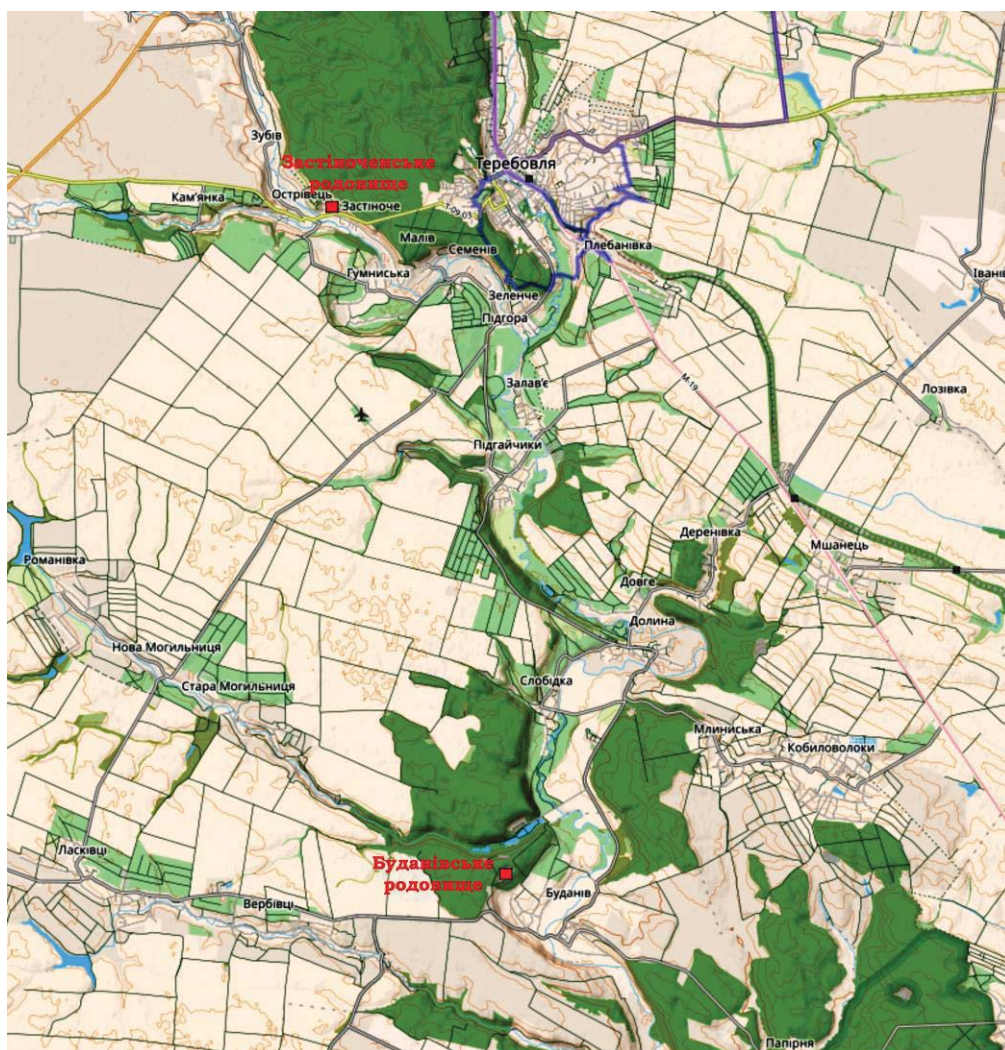 Зубів
Застіноченське
родовище
Теребовля
Кам'янка
Острівець
Застіноче
Т-09 03
Малів
Семенів
Плебанівка
Гумниська
Іванів
Зеленче
Підгора
М-19
Залав'є
Лозівка
Підгайчики
Деренівка
Мшанець
Романівка
Довге
Долина
Нова Могильниця
Слобідка
Стара Могильниця
Млиниська
Кобиловолоки
Ласківці
Буданівське
родовище
Буданів
Вербівці
Папірня